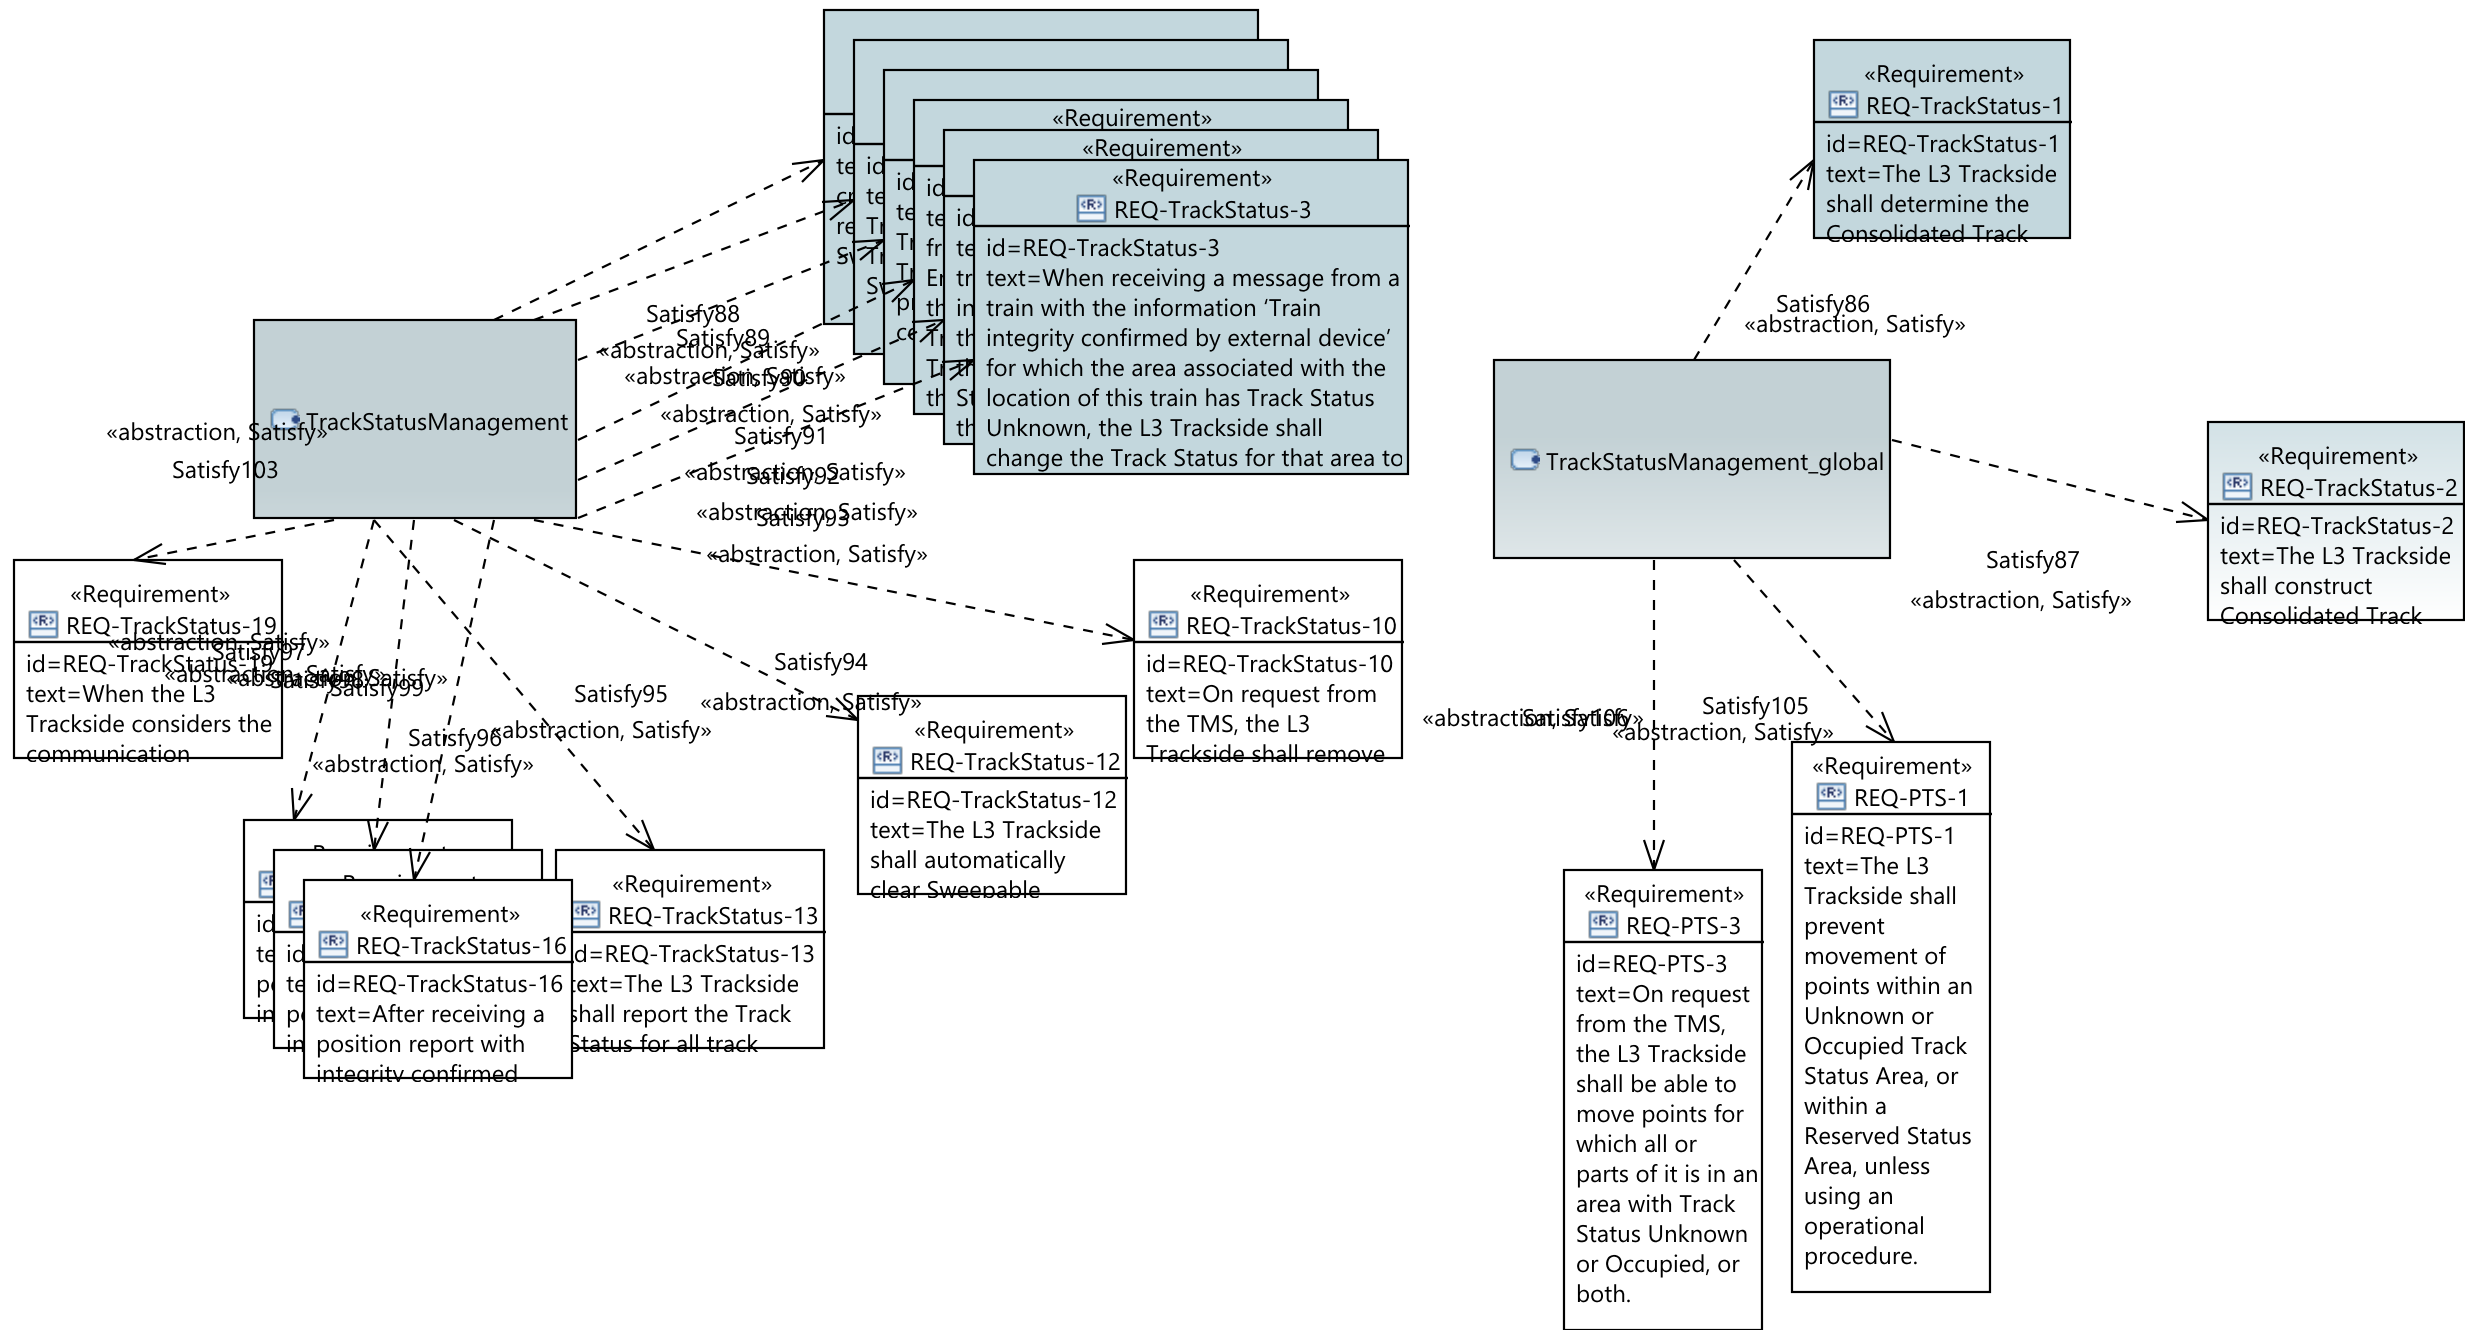 «Requirement»
«Requirement»
«Requirement»
REQ-TrackStatus-3
id=REQ-TrackStatus-3
text=When receiving a message from a
train with the information ‘Train
integrity confirmed by external device’
for which the area associated with the
location of this train has Track Status
Unknown, the L3 Trackside shall
change the Track Status for that area to
«Requirement»
REQ-TrackStatus-1
id=REQ-TrackStatus-1
text=The L3 Trackside
shall determine the
Consolidated Track
Satisfy86
«abstraction, Satisfy»
TrackStatusManagement
Satisfy88
Satisfy89
«abstraction, Satisfy»
«abstraction, Satisfy»
Satisfy90
«abstraction, Satisfy»
Satisfy91
«abstraction, Satisfy»
Satisfy92
«abstraction, Satisfy»
Satisfy93
«abstraction, Satisfy»
«abstraction, Satisfy»
Satisfy103
TrackStatusManagement_global
«Requirement»
REQ-TrackStatus-2
id=REQ-TrackStatus-2
text=The L3 Trackside
shall construct
Consolidated Track
Satisfy87
«abstraction, Satisfy»
«Requirement»
REQ-TrackStatus-19
id=REQ-TrackStatus-19
text=When the L3
Trackside considers the
communication
«abstraction, Satisfy»
Satisfy97
Satisfy99
Satisfy96
«abstraction, Satisfy»
Satisfy95
«abstraction, Satisfy»
Satisfy94
«abstraction, Satisfy»
«Requirement»
REQ-TrackStatus-10
id=REQ-TrackStatus-10
text=On request from
the TMS, the L3
Trackside shall remove
«Requirement»
REQ-TrackStatus-12
id=REQ-TrackStatus-12
text=The L3 Trackside
shall automatically
clear Sweepable
«Requirement»
REQ-TrackStatus-16
id=REQ-TrackStatus-16
text=After receiving a
position report with
integrity confirmed
«Requirement»
REQ-TrackStatus-13
id=REQ-TrackStatus-13
text=The L3 Trackside
shall report the Track
Status for all track
«abstraction, Satisfy»
Satisfy106
Satisfy105
«abstraction, Satisfy»
«Requirement»
REQ-PTS-3
id=REQ-PTS-3
text=On request
from the TMS,
the L3 Trackside
shall be able to
move points for
which all or
parts of it is in an
area with Track
Status Unknown
or Occupied, or
both.
«Requirement»
REQ-PTS-1
id=REQ-PTS-1
text=The L3
Trackside shall
prevent
movement of
points within an
Unknown or
Occupied Track
Status Area, or
within a
Reserved Status
Area, unless
using an
operational
procedure.